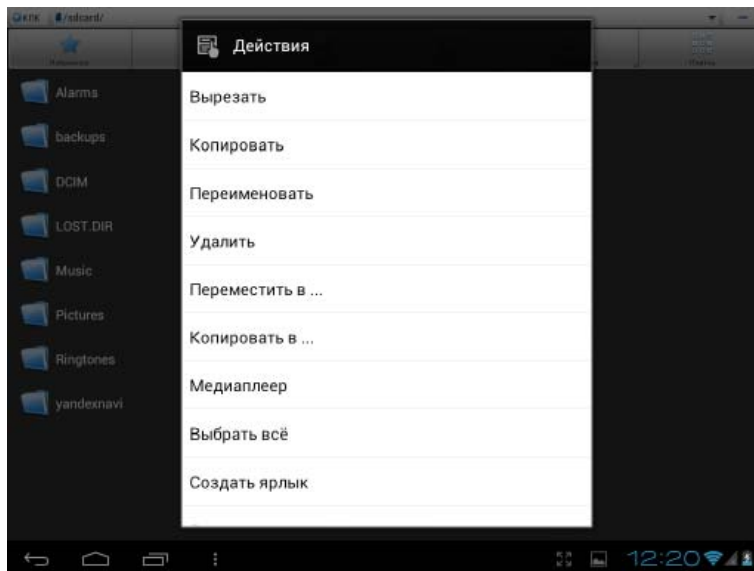 КПК /sdcard/
Действия
Вырезать
Копировать
Переименовать
Удалить
Переместить в ...
Копировать в ...
Медиаплеер
Выбрать всё
Создать ярлык
Alarms
backups
DCIM
LOST.DIR
Music
Pictures
Ringtones
yandexnavi
12:20